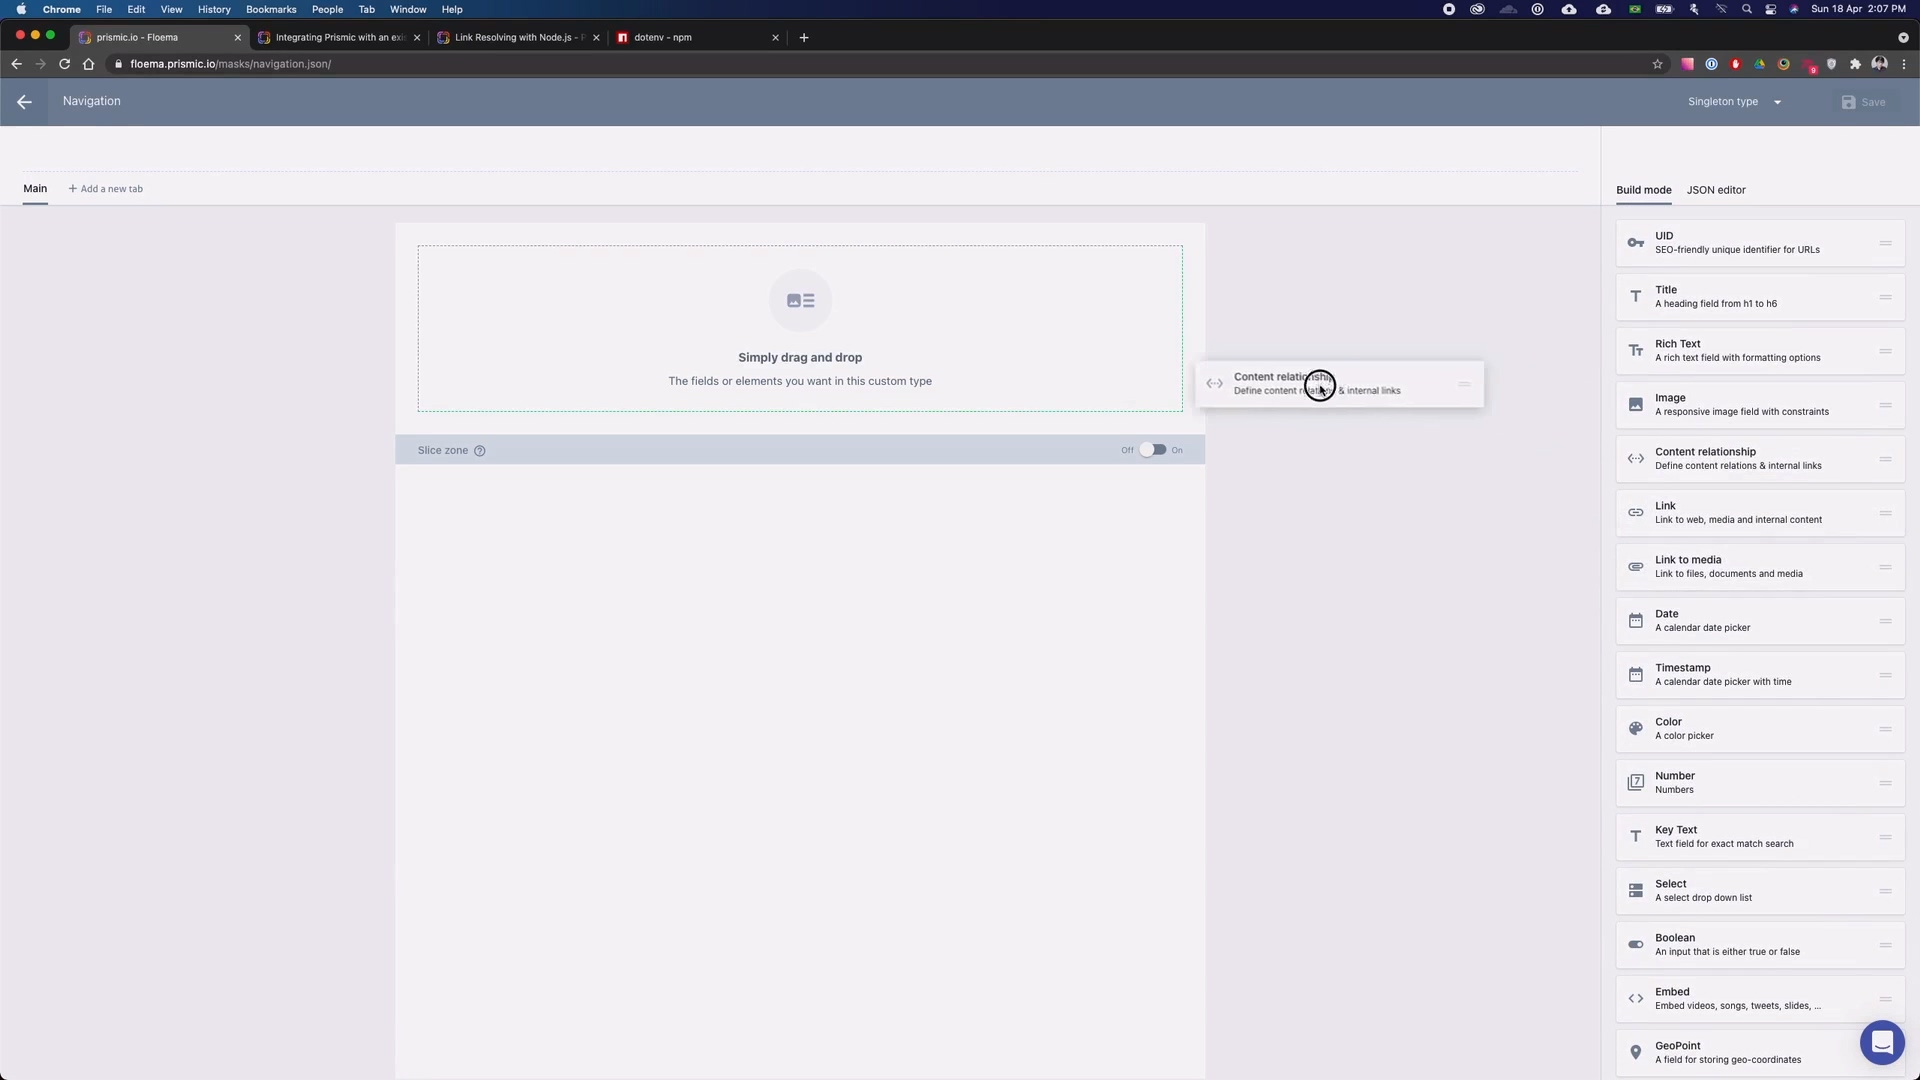 Chrome File Edit View History Bookmarks People Tab Window Help Sun 18 Apr 2:07 PM
prismic.io - Floema Integrating Prismic with an exis Link Resolving with Node.js - dotenv - npm
floema.prismic.io/masks/navigation.json/
9
Navigation Singleton type Save
Main + Add a new tab Build mode JSON editor
Simply drag and drop
The fields or elements you want in this custom type
Content relationship
Define content relations & internal links
Slice zone Off On
UID
SEO-friendly unique identifier for URLs
Title
A heading field from h1 to h6
Rich Text
A rich text field with formatting options
Image
A responsive image field with constraints
Content relationship
Define content relations & internal links
Link
Link to web, media and internal content
Link to media
Link to files, documents and media
Date
A calendar date picker
Timestamp
A calendar date picker with time
Color
A color picker
Number
Numbers
Key Text
Text field for exact match search
Select
A select drop down list
Boolean
An input that is either true or false
Embed
Embed videos, songs, tweets, slides, ...
GeoPoint
A field for storing geo-coordinates